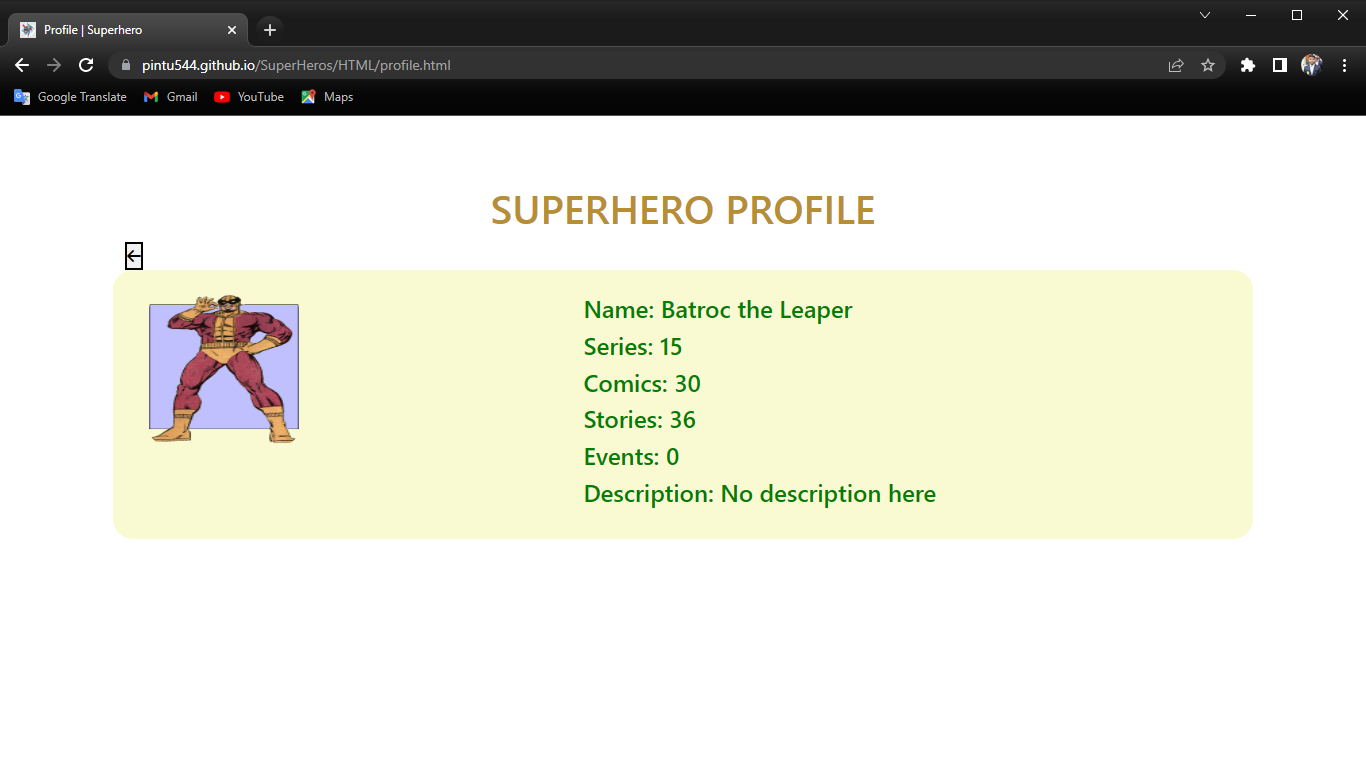 Profile | Superhero
pintu544.github.io/SuperHeros/HTML/profile.html
Google Translate Gmail YouTube Maps
SUPERHERO PROFILE
Name: Batroc the Leaper
Series: 15
Comics: 30
Stories: 36
Events: 0
Description: No description here